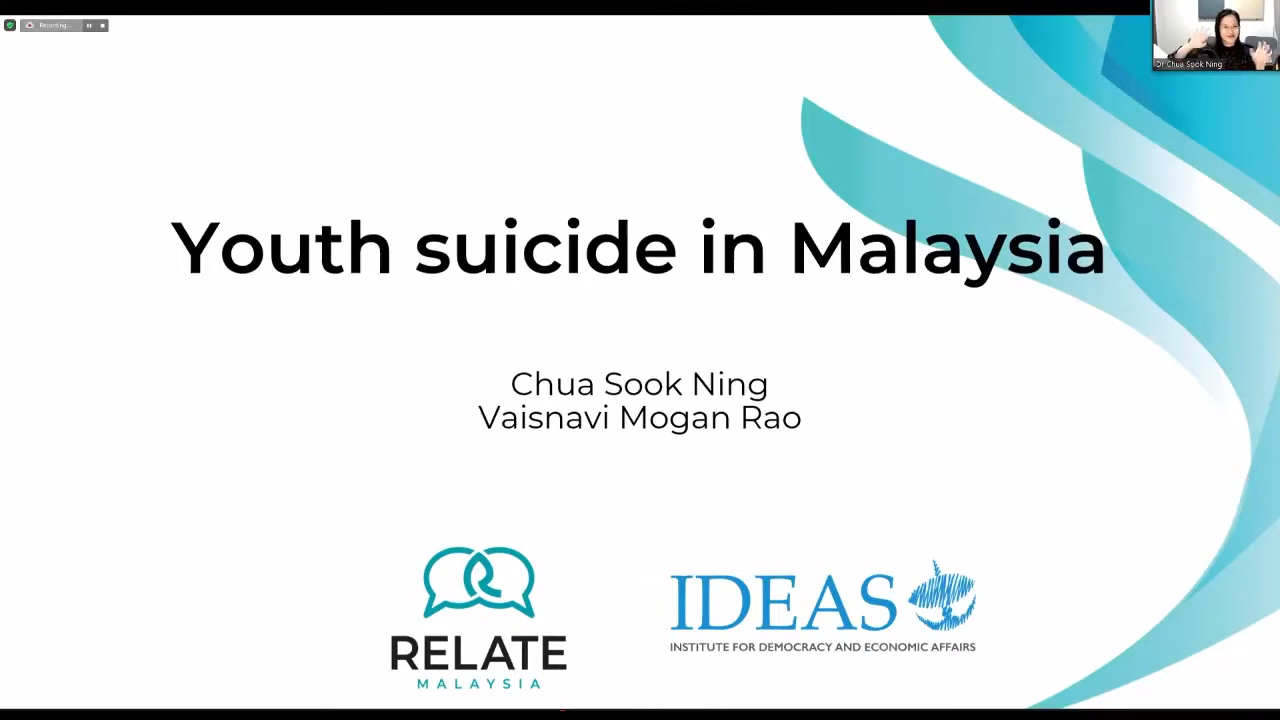 Recording...
Dr Chua Sook Ning
Youth suicide in Malaysia
Chua Sook Ning
Vaisnavi Mogan Rao
RELATE
MALAYSIA
IDEAS
INSTITUTE FOR DEMOCRACY AND ECONOMIC AFFAIRS